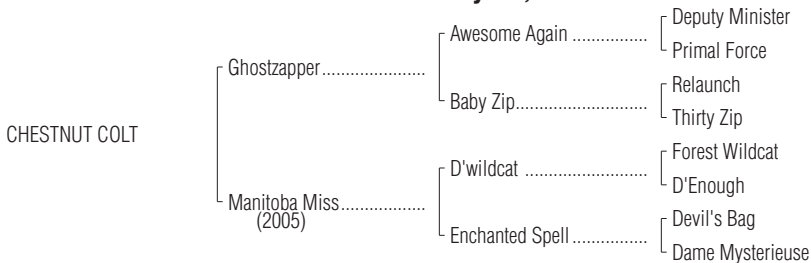 Deputy Minister
Awesome Again ................
Primal Force
Ghostzapper......................
Relaunch
Baby Zip............................
Thirty Zip
CHESTNUT COLT
Forest Wildcat
D'wildcat ..........................
D'Enough
Manitoba Miss..................
(2005)
Devil's Bag
Enchanted Spell................
Dame Mysterieuse